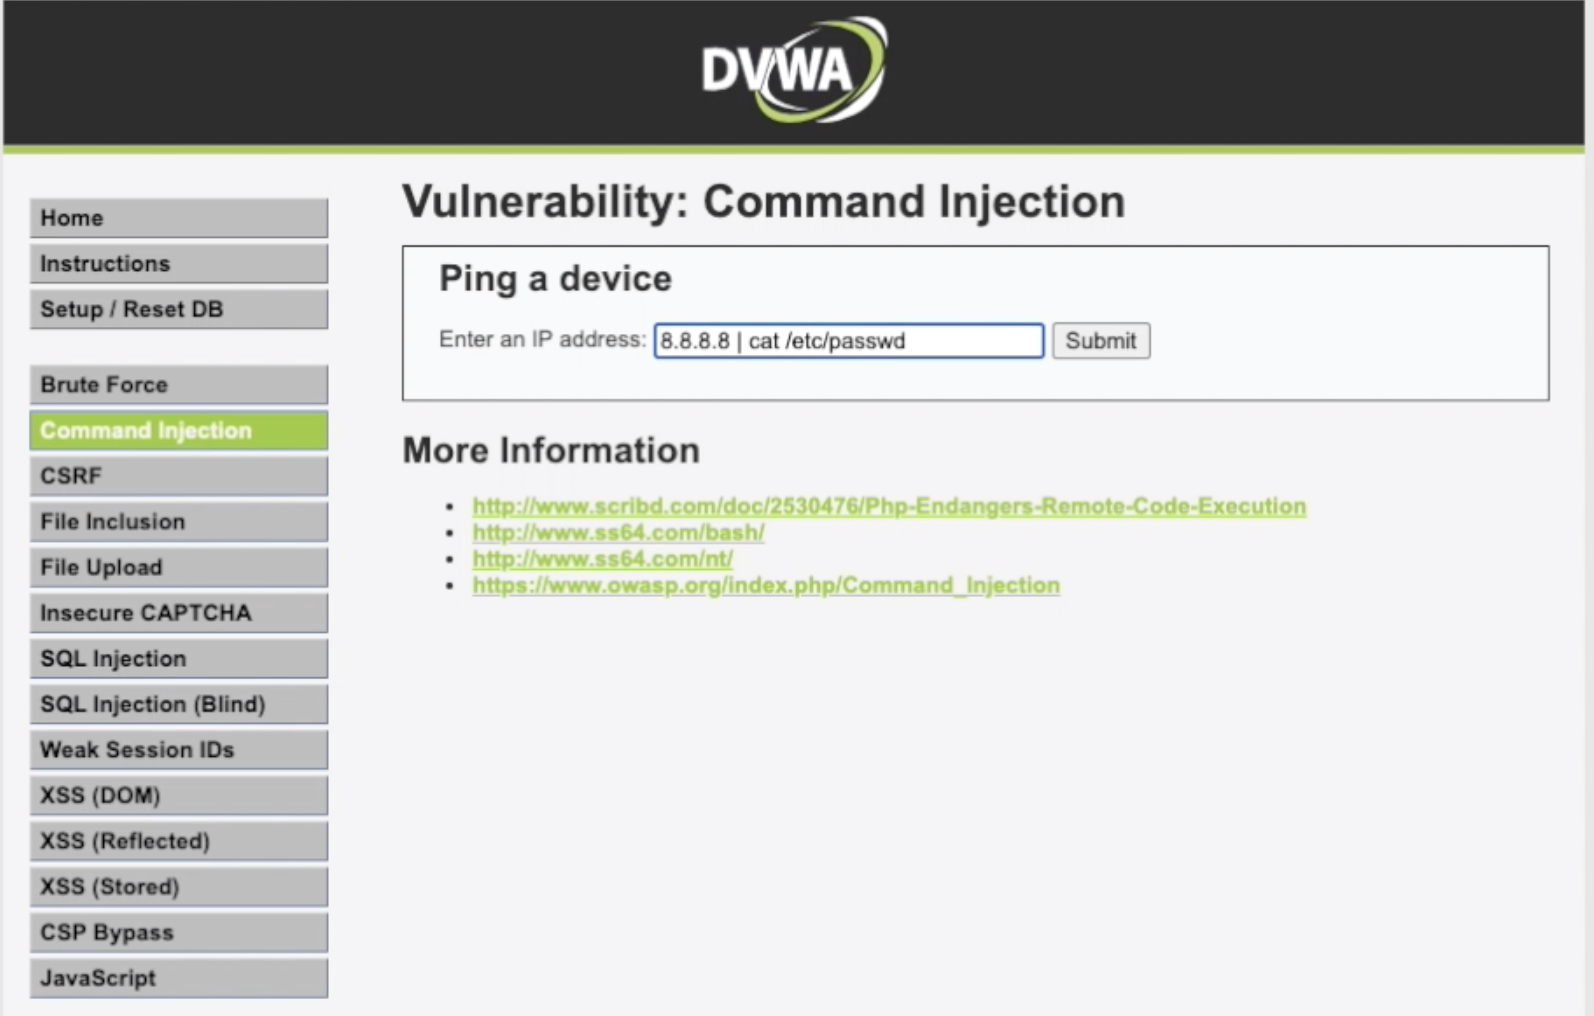 DVWA
Home
Instructions
Setup / Reset DB
Brute Force
Command Injection
CSRF
File Inclusion
File Upload
Insecure CAPTCHA
SQL Injection
SQL Injection (Blind)
Weak Session IDs
XSS (DOM)
XSS (Reflected)
XSS (Stored)
CSP Bypass
JavaScript
Vulnerability: Command Injection
Ping a device
Enter an IP address: 8.8.8.8 | cat /etc/passwd Submit
More Information
http://www.scribd.com/doc/2530476/Php-Endangers-Remote-Code-Execution
http://www.ss64.com/bash/
http://www.ss64.com/nt/
https://www.owasp.org/index.php/Command_Injection